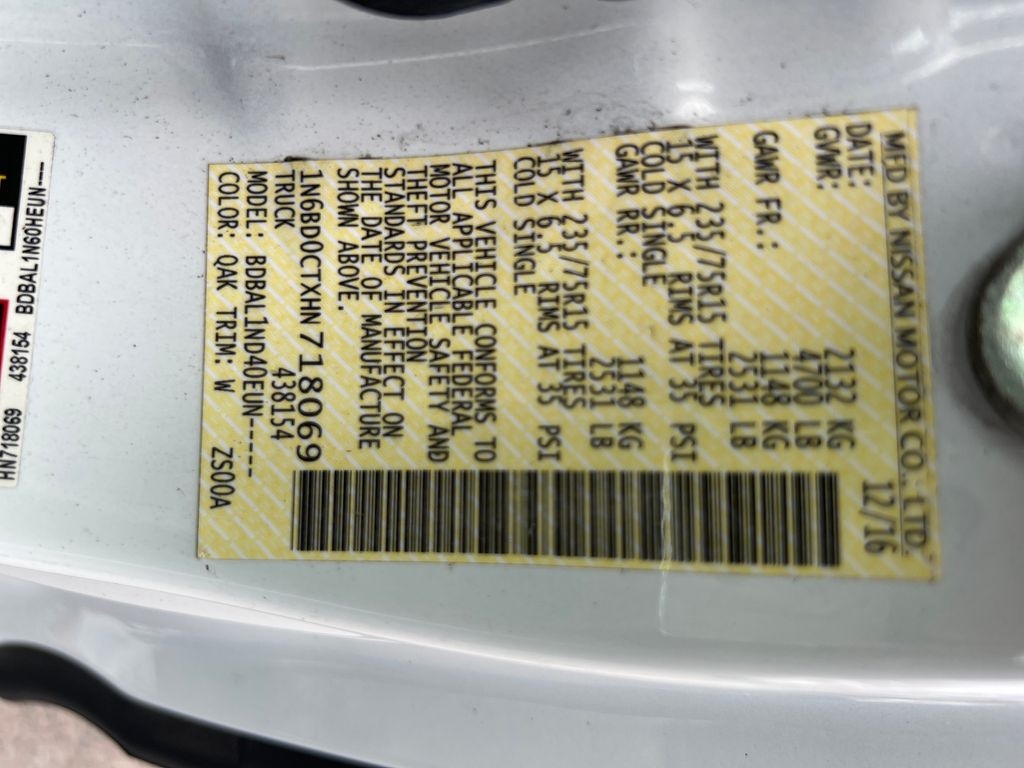 MFD BY NISSAN MOTOR CO., LTD.
DATE: 12/16
GVWR: 2132 KG
4700 LB
GAWR FR.: 1148 KG
2531 LB
WITH 235/75R15 TIRES
15 X 6.5 RIMS AT 35 PSI
COLD SINGLE
GAWR RR.: 1148 KG
2531 LB
WITH 235/75R15 TIRES
15 X 6.5 RIMS AT 35 PSI
COLD SINGLE
THIS VEHICLE CONFORMS TO
ALL APPLICABLE FEDERAL
MOTOR VEHICLE SAFETY AND
THEFT PREVENTION
STANDARDS IN EFFECT ON
THE DATE OF MANUFACTURE
SHOWN ABOVE.
1N6BD0CTXHN718069
TRUCK 438154
MODEL: BDBAL1ND40EUN------
COLOR: QAK TRIM: W ZS00A
HN718069 438154 BDBAL1N60HEUN----